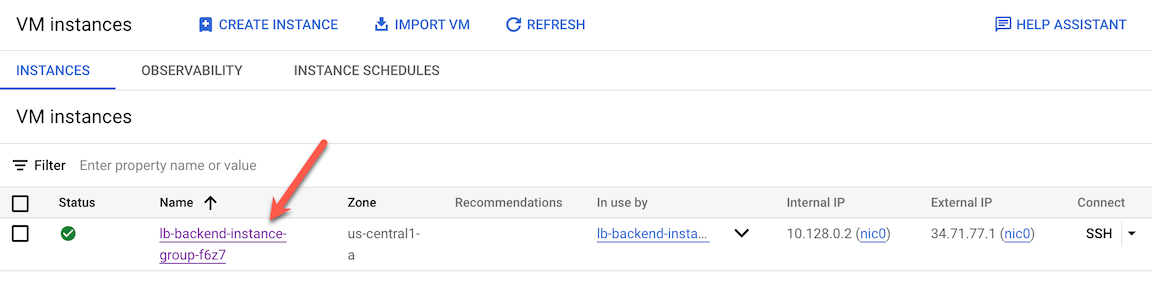 VM instances CREATE INSTANCE IMPORT VM REFRESH HELP ASSISTANT
INSTANCES OBSERVABILITY INSTANCE SCHEDULES
VM instances
Filter Enter property name or value
Status Name Zone Recommendations In use by Internal IP External IP Connect
lb-backend-instance- us-central1- lb-backend-insta... 10.128.0.2 (nic0) 34.71.77.1 (nic0) SSH
group-f6z7 a